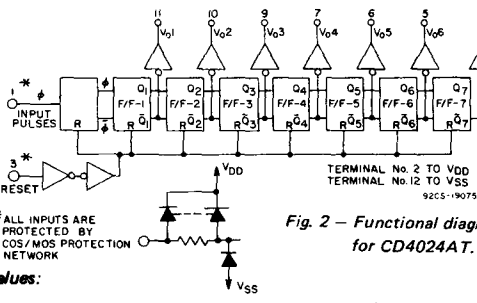 11 10 9 7 6 5
Vo1 Vo2 Vo3 Vo4 Vo5 Vo6
1 * φ φ Q1 Q2 Q3 Q4 Q5 Q6 Q7
INPUT PULSES F/F-1 F/F-2 F/F-3 F/F-4 F/F-5 F/F-6 F/F-7
R φ̅ R Q̅1 R Q̅2 R Q̅3 R Q̅4 R Q̅5 R Q̅6 R Q̅7
3 *
RESET
TERMINAL No. 2 TO VDD
TERMINAL No.12 TO VSS
92CS-19075
VDD
*ALL INPUTS ARE
PROTECTED BY
COS/MOS PROTECTION
NETWORK
VSS
Fig. 2 — Functional diag
for CD4024AT.
alues: